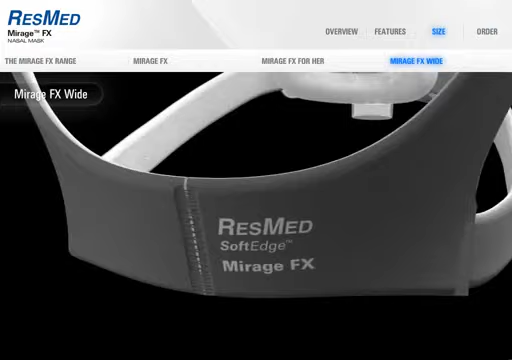 RESMED
Mirage™ FX
NASAL MASK
OVERVIEW
FEATURES
SIZE
ORDER
THE MIRAGE FX RANGE
MIRAGE FX
MIRAGE FX FOR HER
MIRAGE FX WIDE
Mirage FX Wide
RESMED
SoftEdge™
Mirage FX